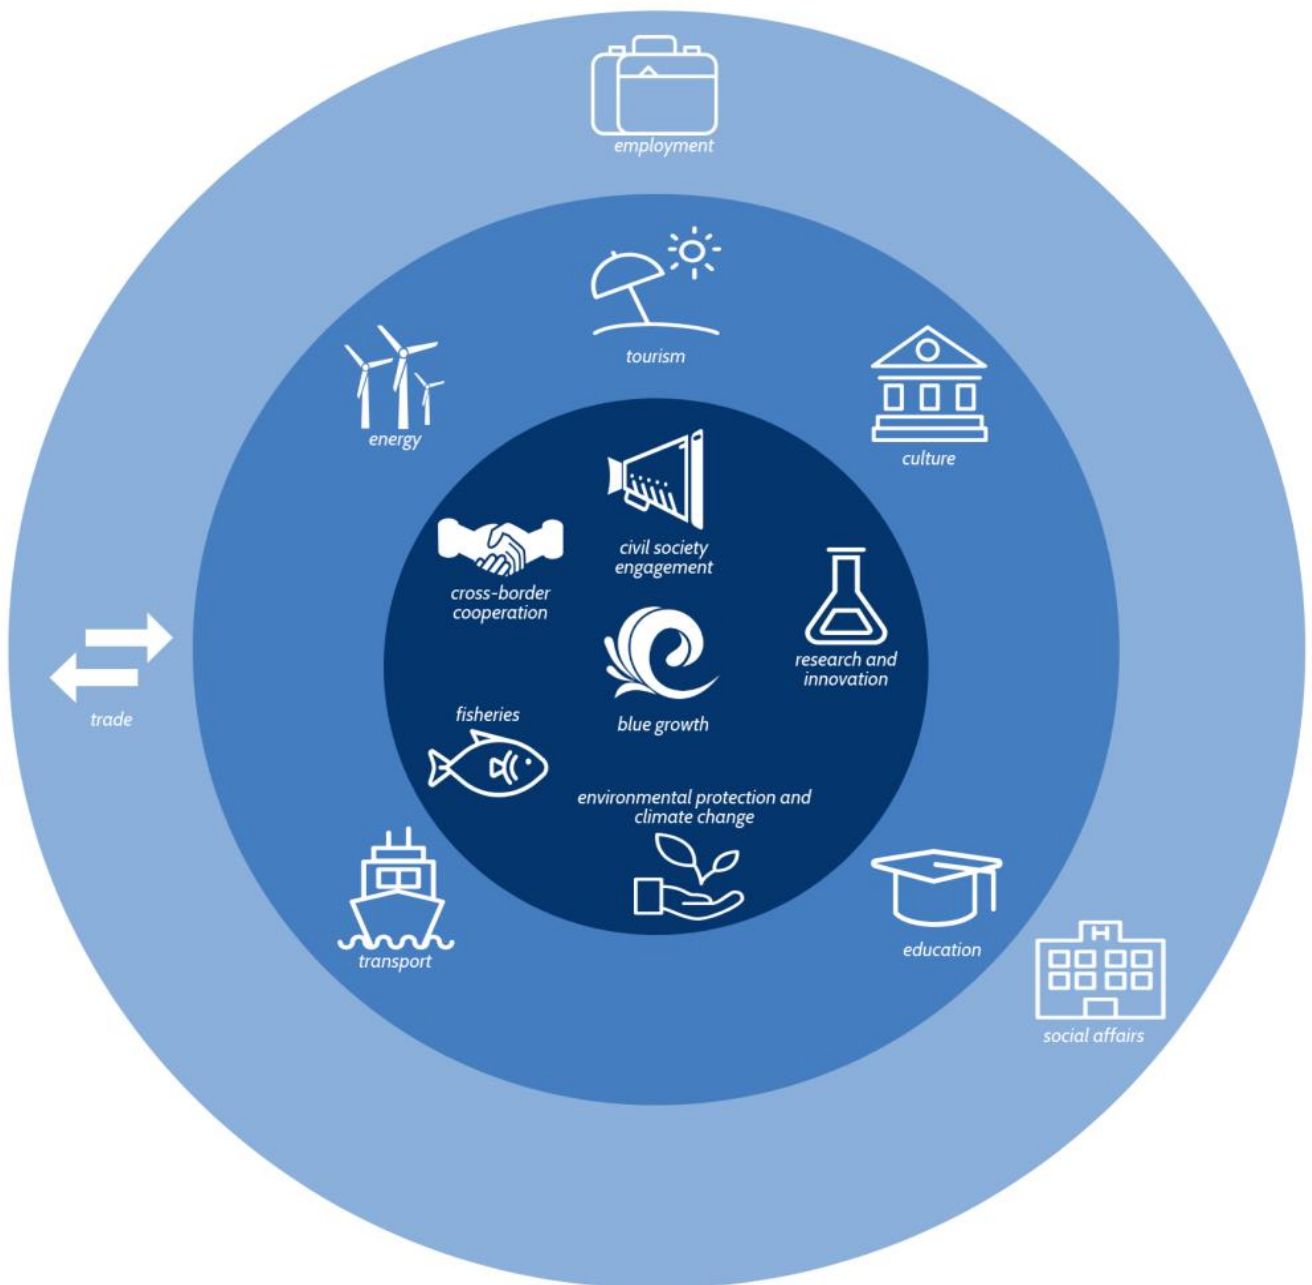 employment
tourism
energy
culture
civil society
engagement
cross-border
cooperation
research and
innovation
trade
fisheries
blue growth
environmental protection and
climate change
transport
education
H
social affairs